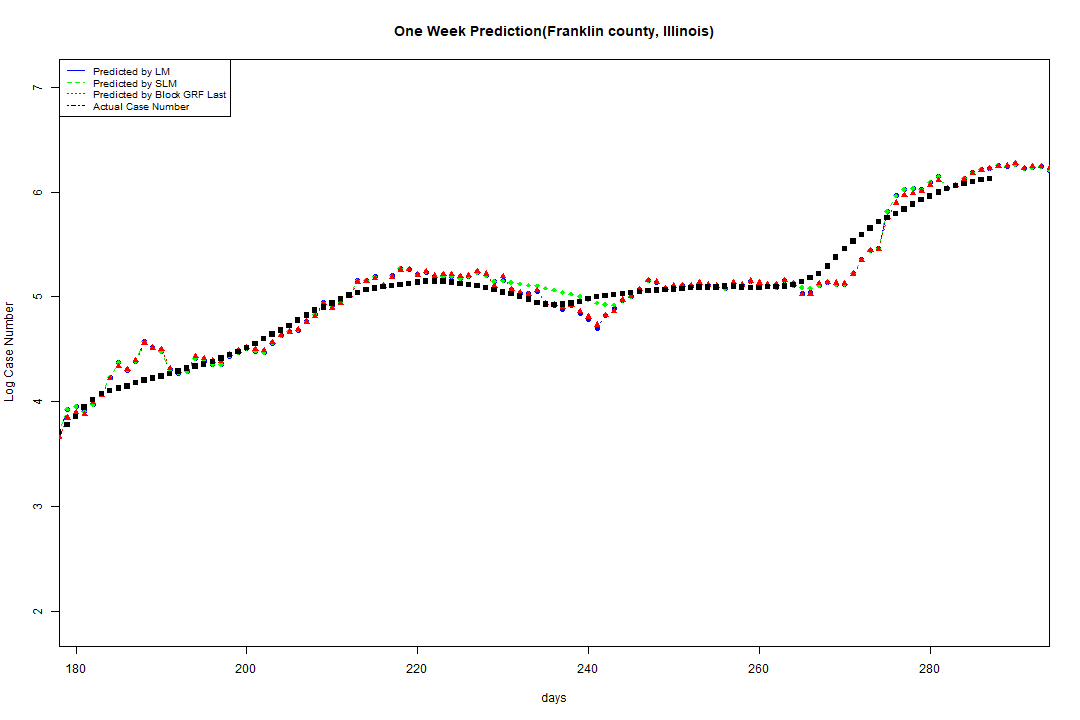 One Week Prediction(Franklin county, Illinois)
Predicted by LM
Predicted by SLM
Predicted by Block GRF Last
Actual Case Number
7
6
5
4
3
2
Log Case Number
180 200 220 240 260 280
days